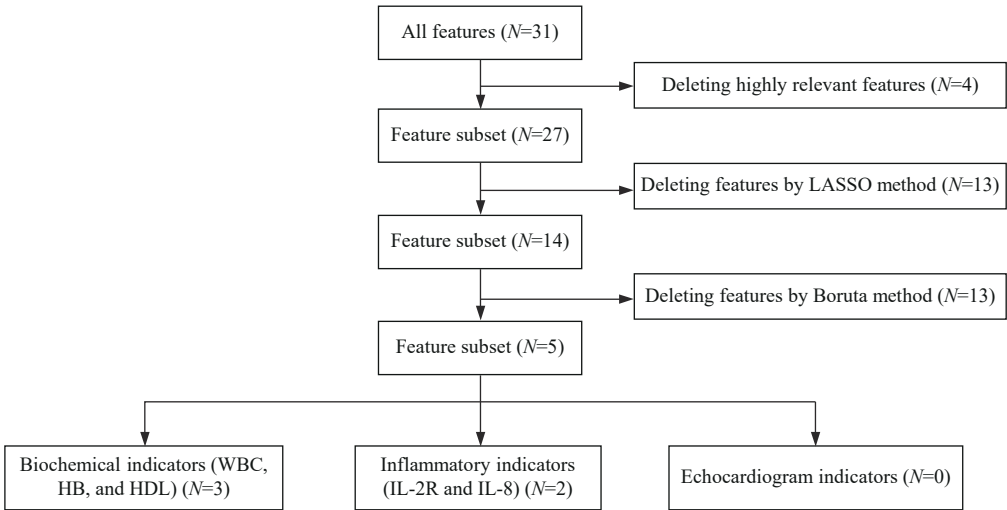 All features (N=31)
Deleting highly relevant features (N=4)
Feature subset (N=27)
Deleting features by LASSO method (N=13)
Feature subset (N=14)
Deleting features by Boruta method (N=13)
Feature subset (N=5)
Biochemical indicators (WBC,
HB, and HDL) (N=3)
Inflammatory indicators
(IL-2R and IL-8) (N=2)
Echocardiogram indicators (N=0)